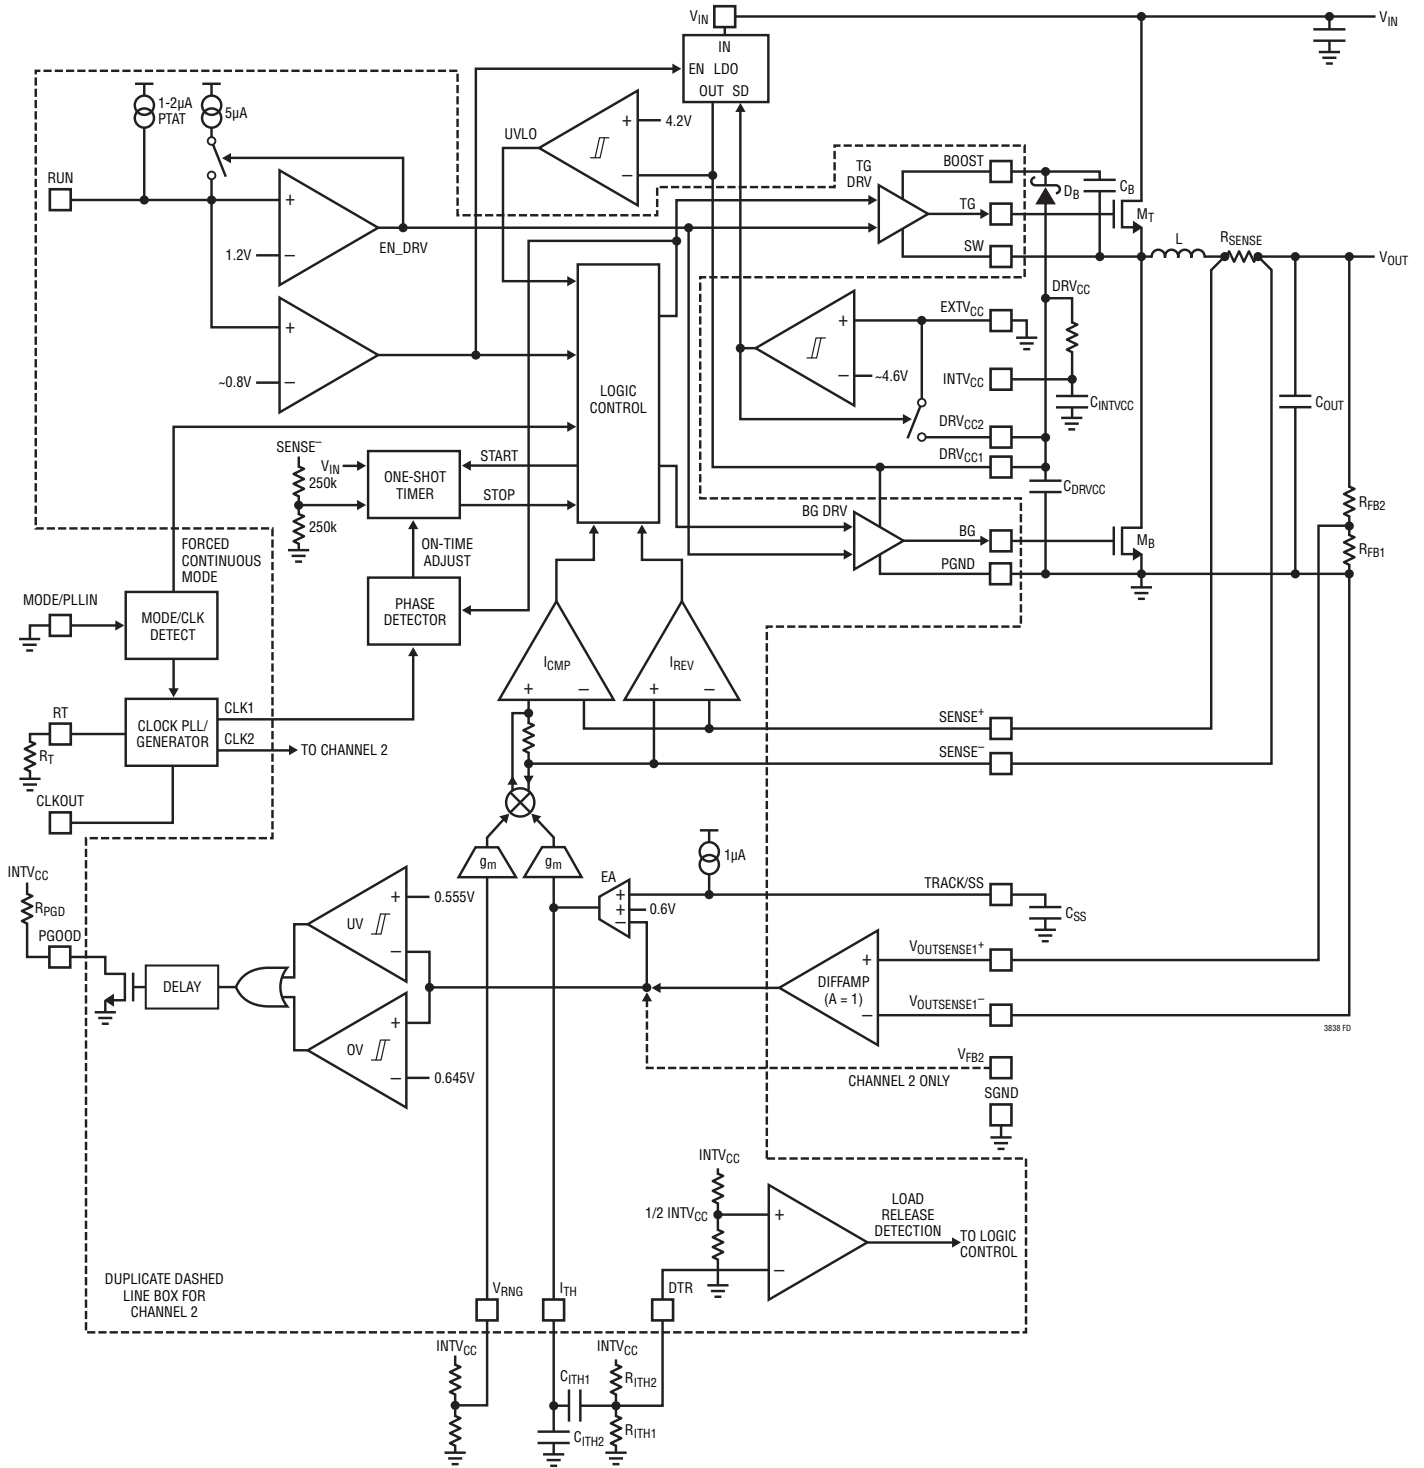 VIN
VIN
IN
EN LDO
OUT SD
1-2µA
PTAT
5µA
UVLO
+
4.2V
–
RUN
TG
DRV
BOOST
DB
CB
TG
MT
SW
L
RSENSE
VOUT
+
1.2V
–
EN_DRV
DRVCC
+
EXTVCC
–
~4.6V
INTVCC
CINTVCC
COUT
+
~0.8V
–
LOGIC
CONTROL
DRVCC2
DRVCC1
CDRVCC
SENSE–
VIN
250k
250k
ONE-SHOT
TIMER
START
STOP
RFB2
RFB1
BG DRV
BG
MB
PGND
FORCED
CONTINUOUS
MODE
ON-TIME
ADJUST
MODE/PLLIN
MODE/CLK
DETECT
PHASE
DETECTOR
ICMP
+
–
IREV
+
–
RT
RT
CLOCK PLL/
GENERATOR
CLK1
CLK2
TO CHANNEL 2
SENSE+
SENSE–
CLKOUT
gm
gm
1µA
INTVCC
RPGD
PGOOD
+
0.555V
UV
–
EA
+
+
–
0.6V
TRACK/SS
CSS
DELAY
+
OV
–
0.645V
DIFFAMP
(A = 1)
+
–
VOUTSENSE1+
VOUTSENSE1–
3838 FD
VFB2
CHANNEL 2 ONLY
SGND
INTVCC
1/2 INTVCC
+
–
LOAD
RELEASE
DETECTION
TO LOGIC
CONTROL
DUPLICATE DASHED
LINE BOX FOR
CHANNEL 2
VRNG
ITH
DTR
INTVCC
INTVCC
CITH1
RITH2
CITH2
RITH1